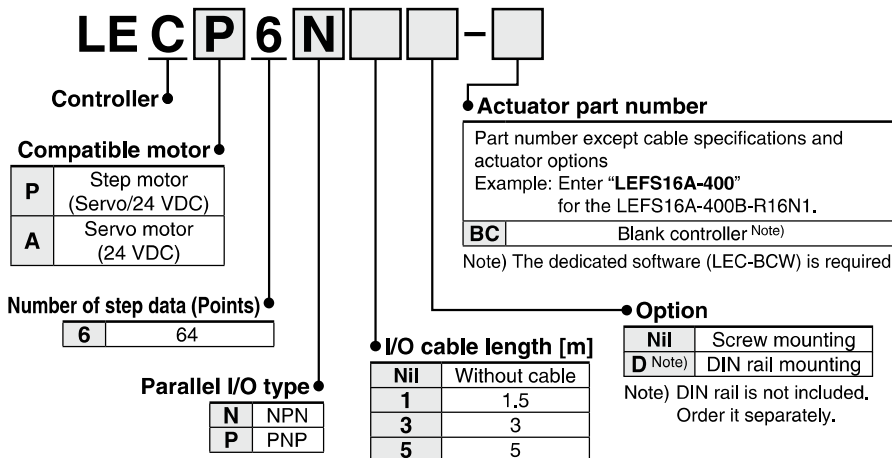 LE C P 6 N -
Controller
Compatible motor
P Step motor
(Servo/24 VDC)
A Servo motor
(24 VDC)
Number of step data (Points)
6 64
Parallel I/O type
N NPN
P PNP
I/O cable length [m]
Nil Without cable
1 1.5
3 3
5 5
Actuator part number
Part number except cable specifications and
actuator options
Example: Enter “LEFS16A-400”
for the LEFS16A-400B-R16N1.
BC Blank controller Note)
Note) The dedicated software (LEC-BCW) is required
Option
Nil Screw mounting
D Note) DIN rail mounting
Note) DIN rail is not included.
Order it separately.